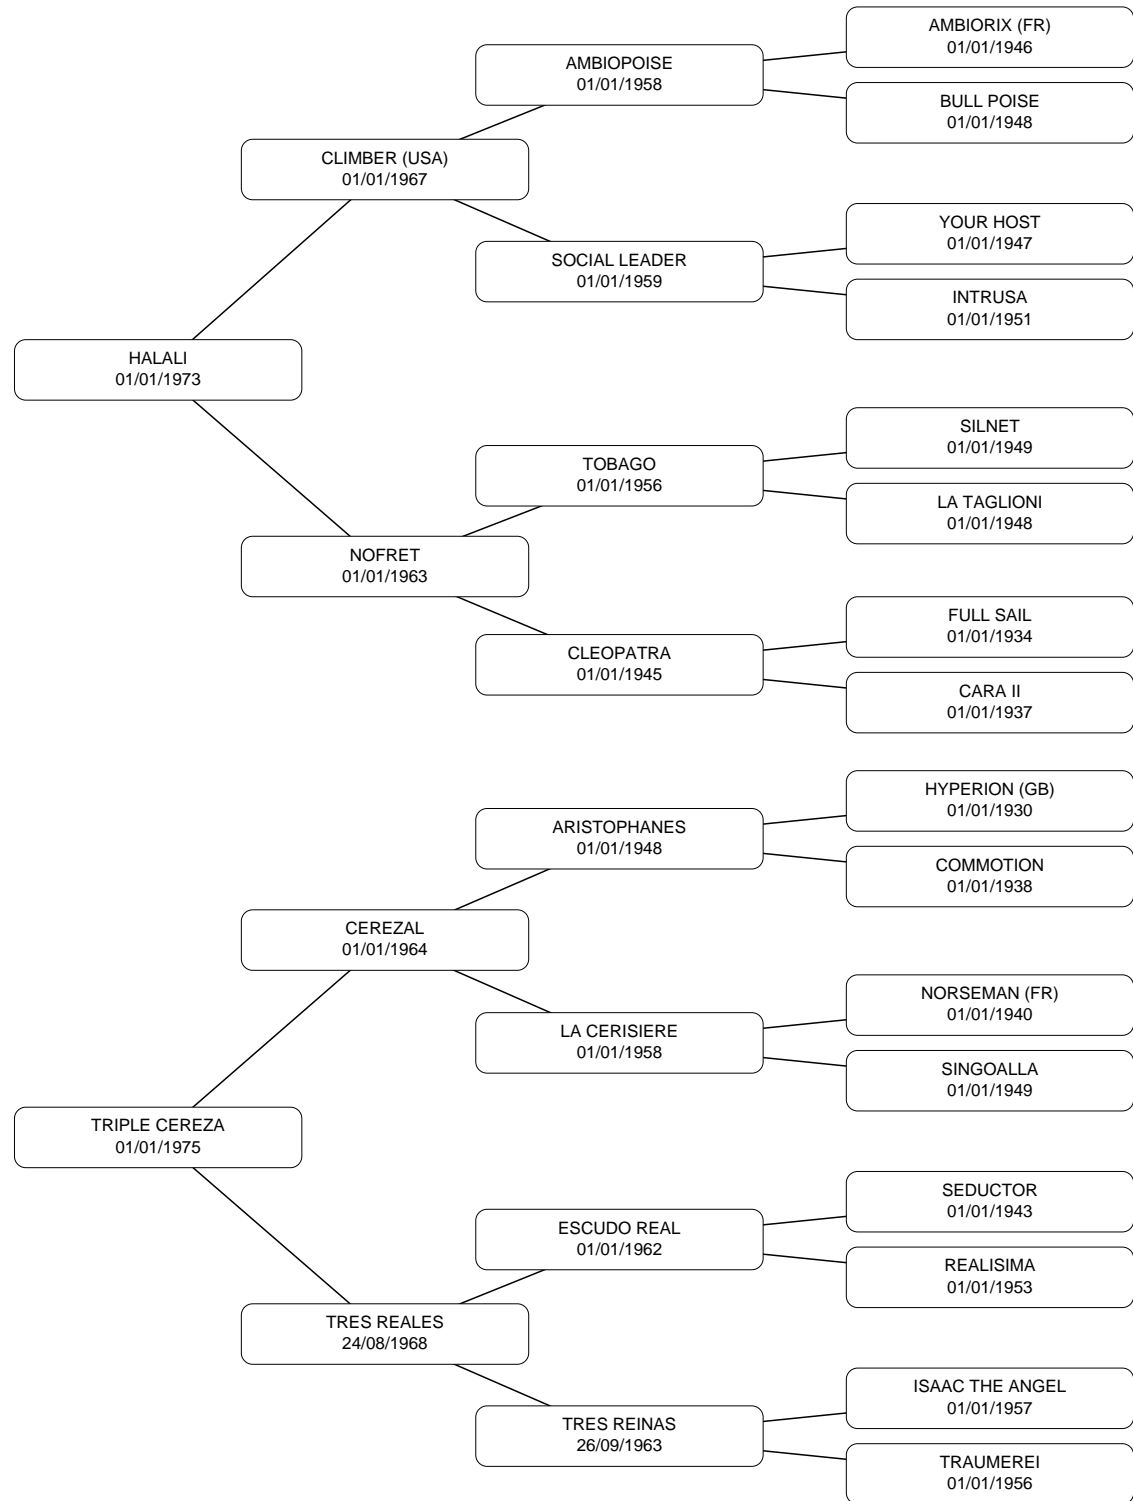 AMBIORIX (FR)
01/01/1946
AMBIOPOISE
01/01/1958
BULL POISE
01/01/1948
CLIMBER (USA)
01/01/1967
YOUR HOST
01/01/1947
SOCIAL LEADER
01/01/1959
INTRUSA
01/01/1951
HALALI
01/01/1973
SILNET
01/01/1949
TOBAGO
01/01/1956
LA TAGLIONI
01/01/1948
NOFRET
01/01/1963
FULL SAIL
01/01/1934
CLEOPATRA
01/01/1945
CARA II
01/01/1937
HYPERION (GB)
01/01/1930
ARISTOPHANES
01/01/1948
COMMOTION
01/01/1938
CEREZAL
01/01/1964
NORSEMAN (FR)
01/01/1940
LA CERISIERE
01/01/1958
SINGOALLA
01/01/1949
TRIPLE CEREZA
01/01/1975
SEDUCTOR
01/01/1943
ESCUDO REAL
01/01/1962
REALISIMA
01/01/1953
TRES REALES
24/08/1968
ISAAC THE ANGEL
01/01/1957
TRES REINAS
26/09/1963
TRAUMEREI
01/01/1956